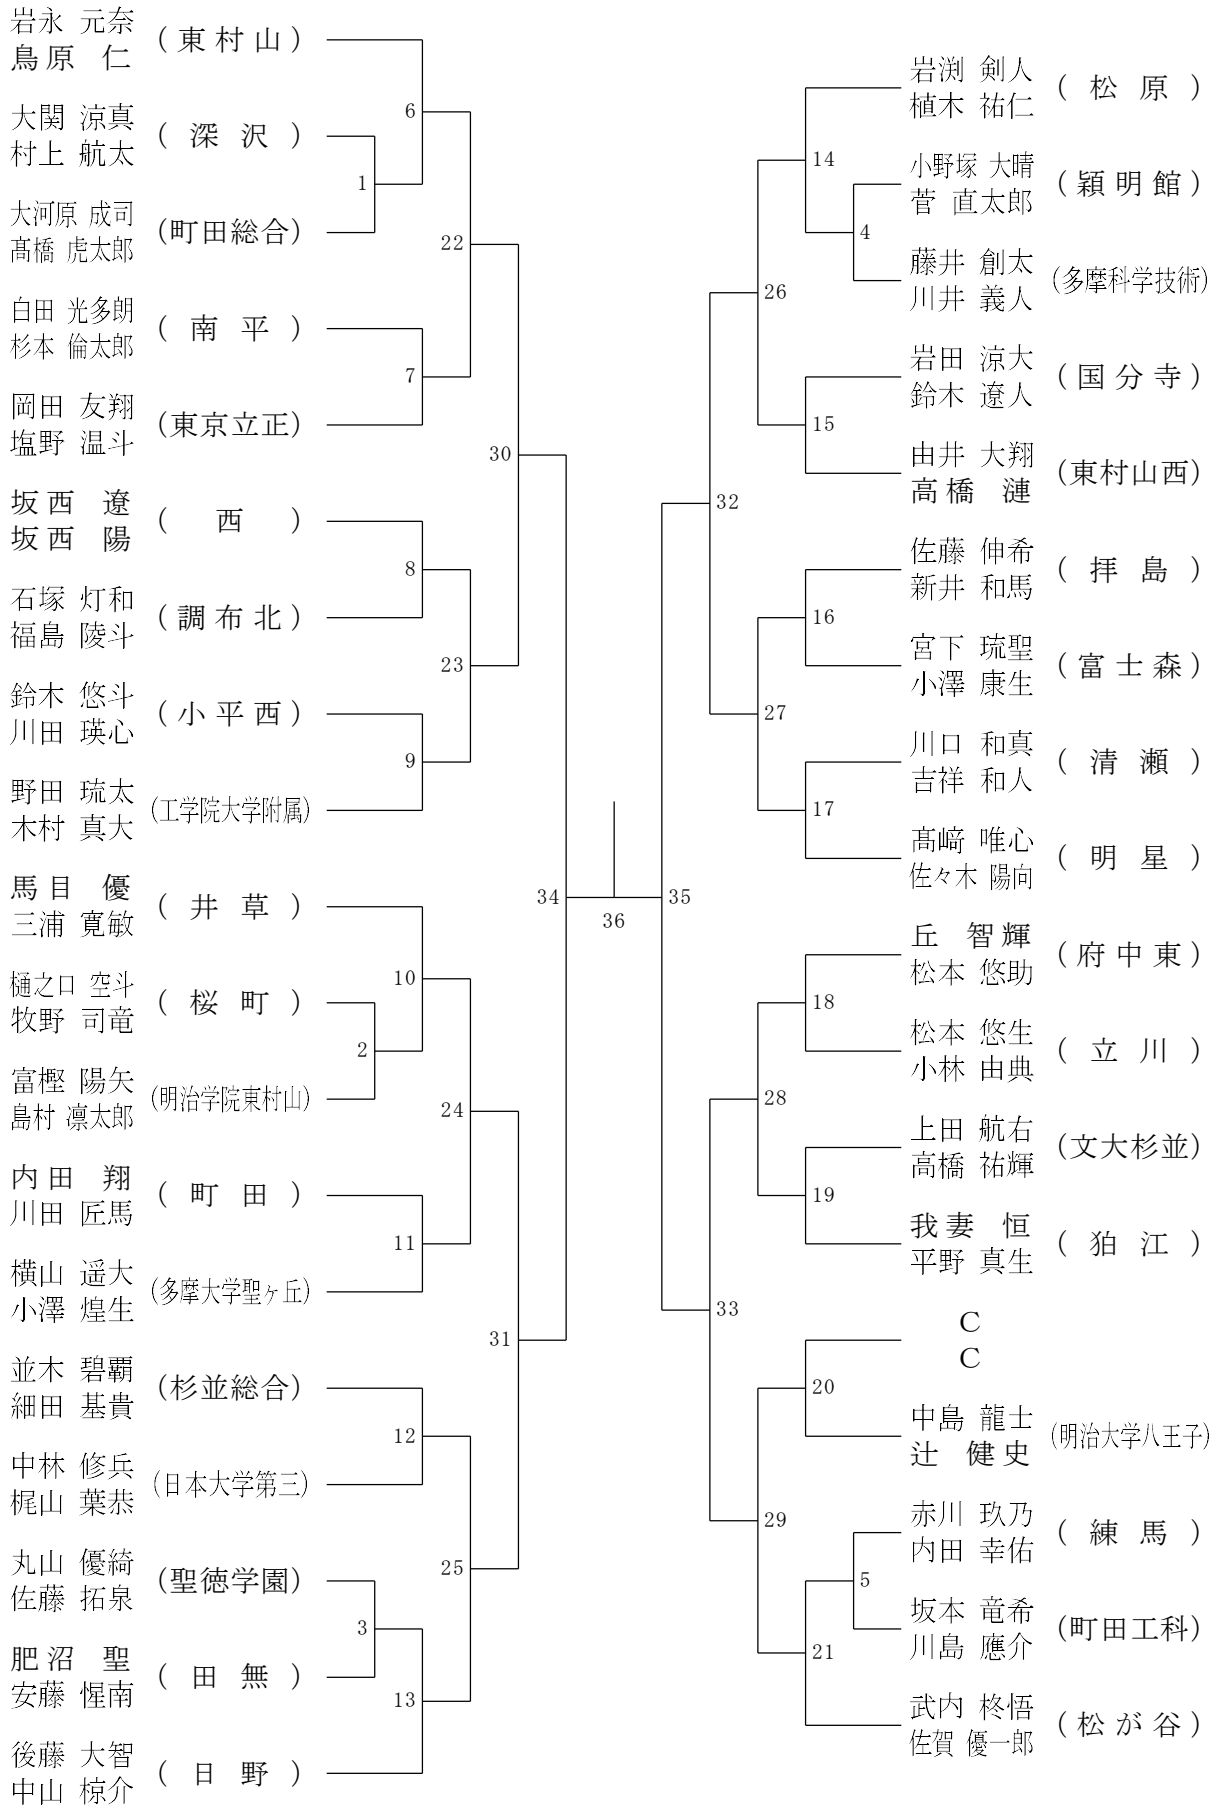 岩永 元奈
鳥原 仁
(東村山)
大関 涼真
村上 航太
(深沢)
大河原 成司
髙橋 虎太郎
(町田総合)
白田 光多朗
杉本 倫太郎
(南平)
岡田 友翔
塩野 温斗
(東京立正)
坂西 遼
坂西 陽
(西)
石塚 灯和
福島 陵斗
(調布北)
鈴木 悠斗
川田 瑛心
(小平西)
野田 琉太
木村 真大
(工学院大学附属)
馬目 優
三浦 寛敏
(井草)
樋之口 空斗
牧野 司竜
(桜町)
富樫 陽矢
島村 凛太郎
(明治学院東村山)
内田 翔
川田 匠馬
(町田)
横山 遥大
小澤 煌生
(多摩大学聖ヶ丘)
並木 碧覇
細田 基貴
(杉並総合)
中林 修兵
梶山 葉恭
(日本大学第三)
丸山 優綺
佐藤 拓泉
(聖徳学園)
肥沼 聖
安藤 惺南
(田無)
後藤 大智
中山 椋介
(日野)
1
2
3
6
7
8
9
10
11
12
13
22
23
24
25
30
31
34
36
35
32
33
26
27
28
29
14
15
16
17
18
19
20
21
4
5
岩渕 剣人
植木 祐仁
(松原)
小野塚 大晴
菅 直太郎
(穎明館)
藤井 創太
川井 義人
(多摩科学技術)
岩田 涼大
鈴木 遼人
(国分寺)
由井 大翔
高橋 漣
(東村山西)
佐藤 伸希
新井 和馬
(拝島)
宮下 琉聖
小澤 康生
(富士森)
川口 和真
吉祥 和人
(清瀬)
髙﨑 唯心
佐々木 陽向
(明星)
丘 智輝
松本 悠助
(府中東)
松本 悠生
小林 由典
(立川)
上田 航右
高橋 祐輝
(文大杉並)
我妻 恒
平野 真生
(狛江)
C
C
中島 龍士
辻 健史
(明治大学八王子)
赤川 玖乃
内田 幸佑
(練馬)
坂本 竜希
川島 應介
(町田工科)
武内 柊悟
佐賀 優一郎
(松が谷)